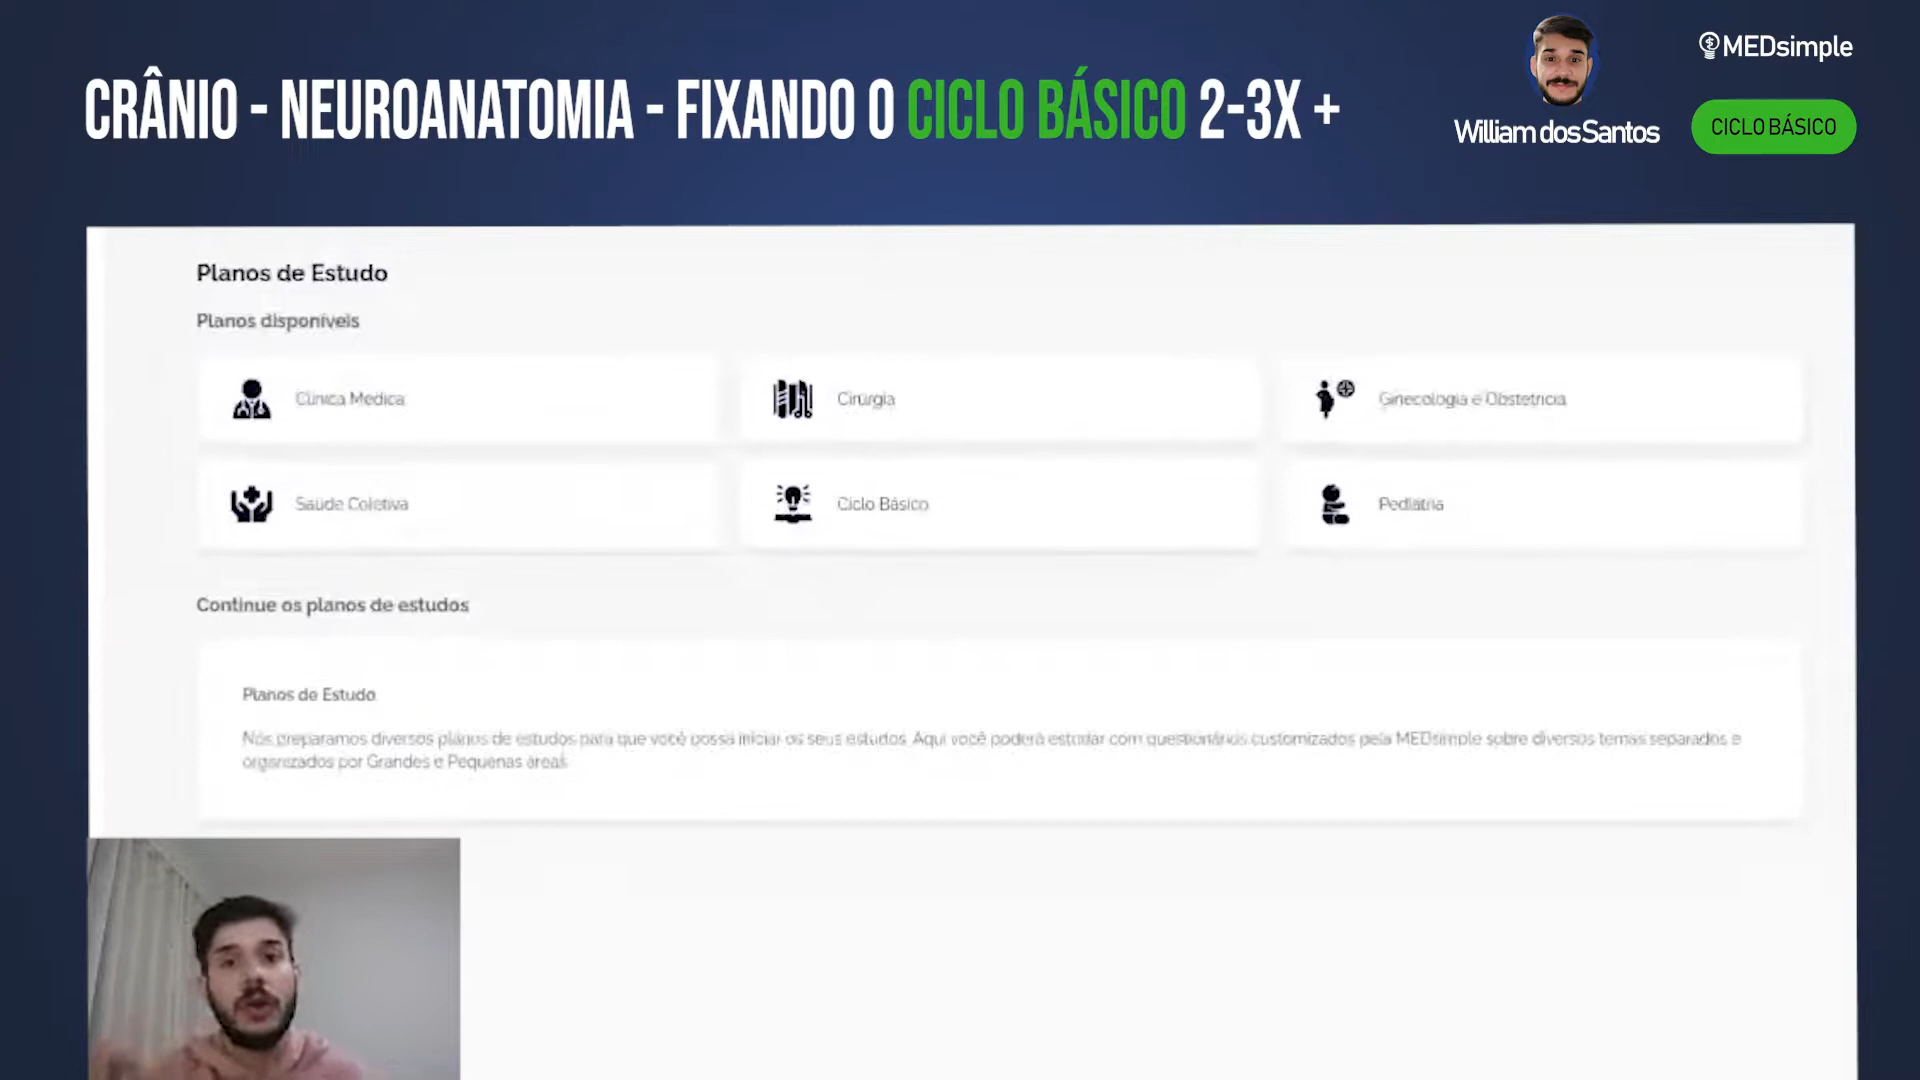 CRÂNIO - NEUROANATOMIA - FIXANDO O CICLO BÁSICO 2-3X +
MEDsimple
William dos Santos
CICLO BÁSICO
Planos de Estudo
Planos disponíveis
Clínica Médica
Cirurgia
Ginecologia e Obstetrícia
Saúde Coletiva
Ciclo Básico
Pediatria
Continue os planos de estudos
Planos de Estudo
Nós preparamos diversos planos de estudos para que você possa iniciar os seus estudos. Aqui você poderá estudar com questionários customizados pela MEDsimple sobre diversos temas separados e
organizados por Grandes e Pequenas áreas.